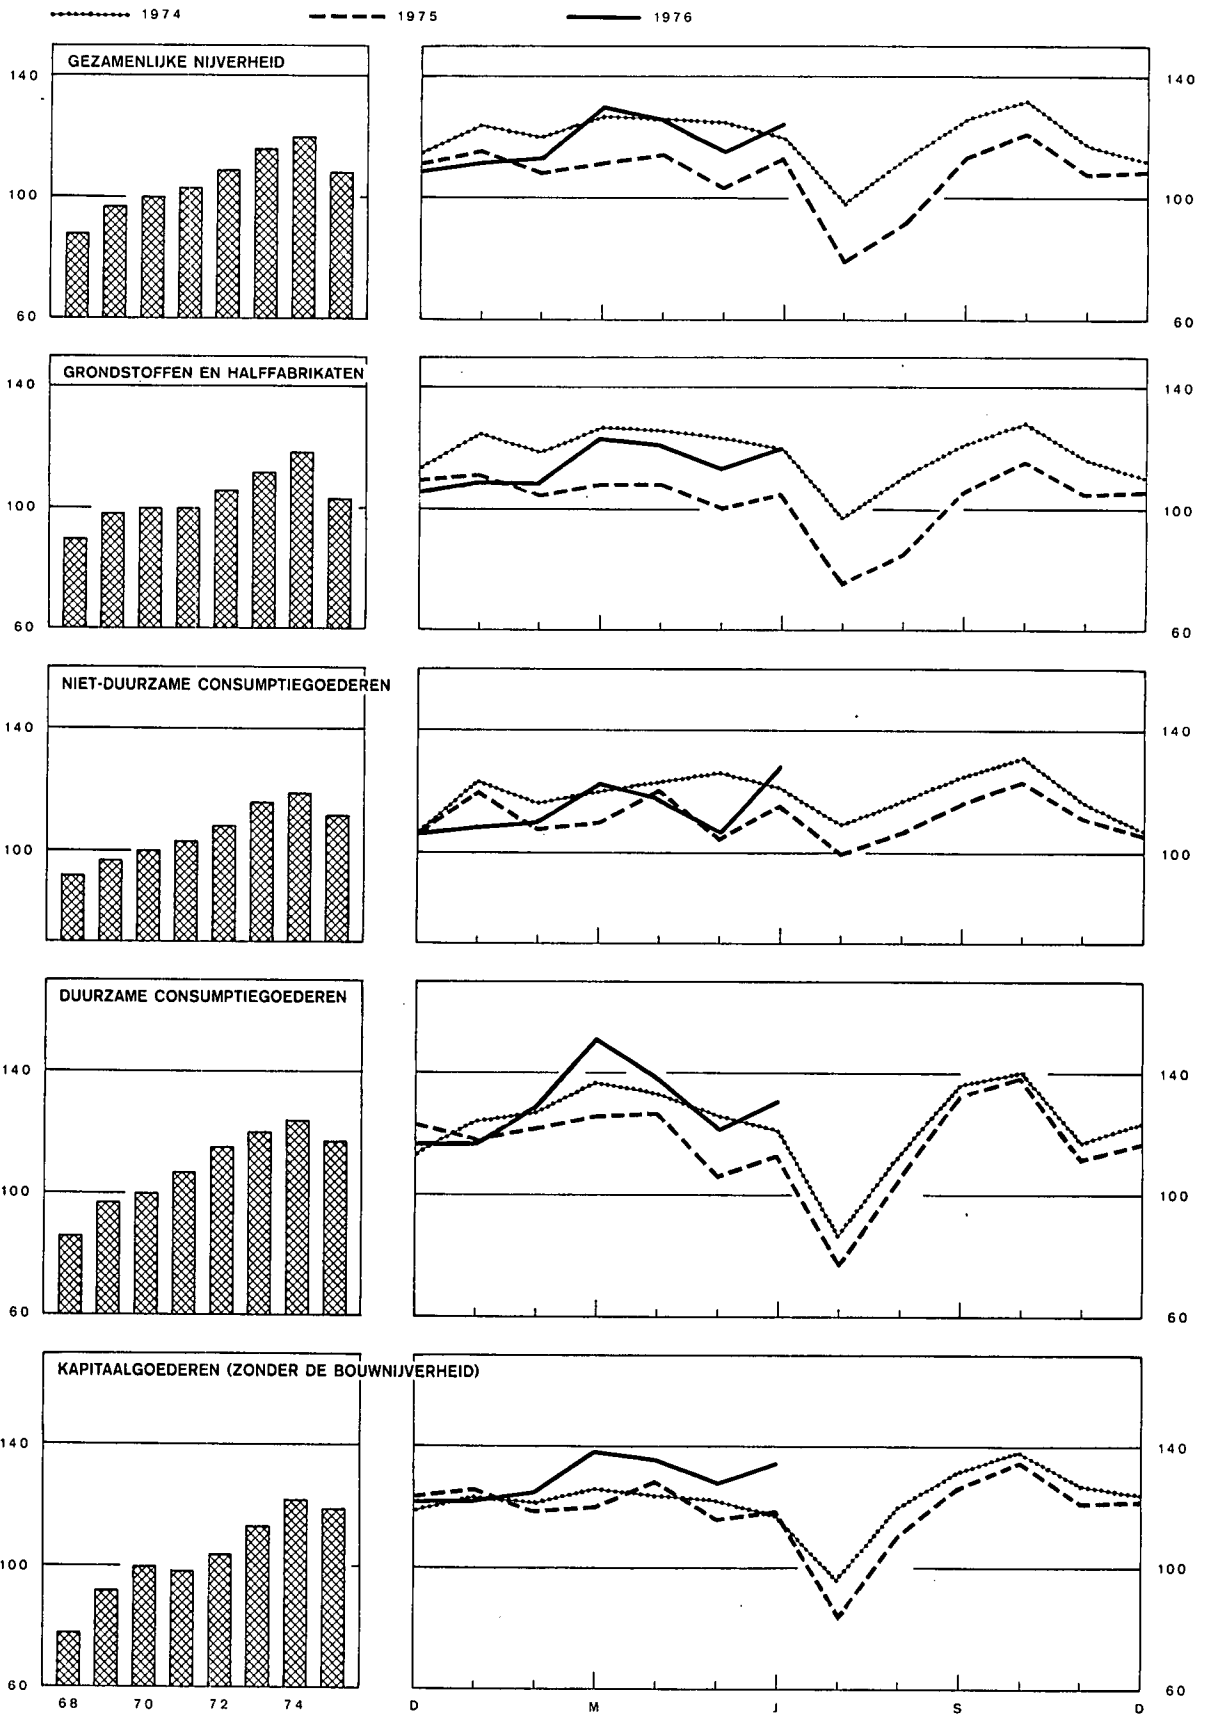 1974 1975 1976
GEZAMENLIJKE NIJVERHEID
140 140
100 100
60 60
GRONDSTOFFEN EN HALFFABRIKATEN
140 140
100 100
60 60
NIET-DUURZAME CONSUMPTIEGOEDEREN
140 140
100 100
DUURZAME CONSUMPTIEGOEDEREN
140 140
100 100
60 60
KAPITAALGOEDEREN (ZONDER DE BOUWNIJVERHEID)
140 140
100 100
60 60
68 70 72 74 D M J S D